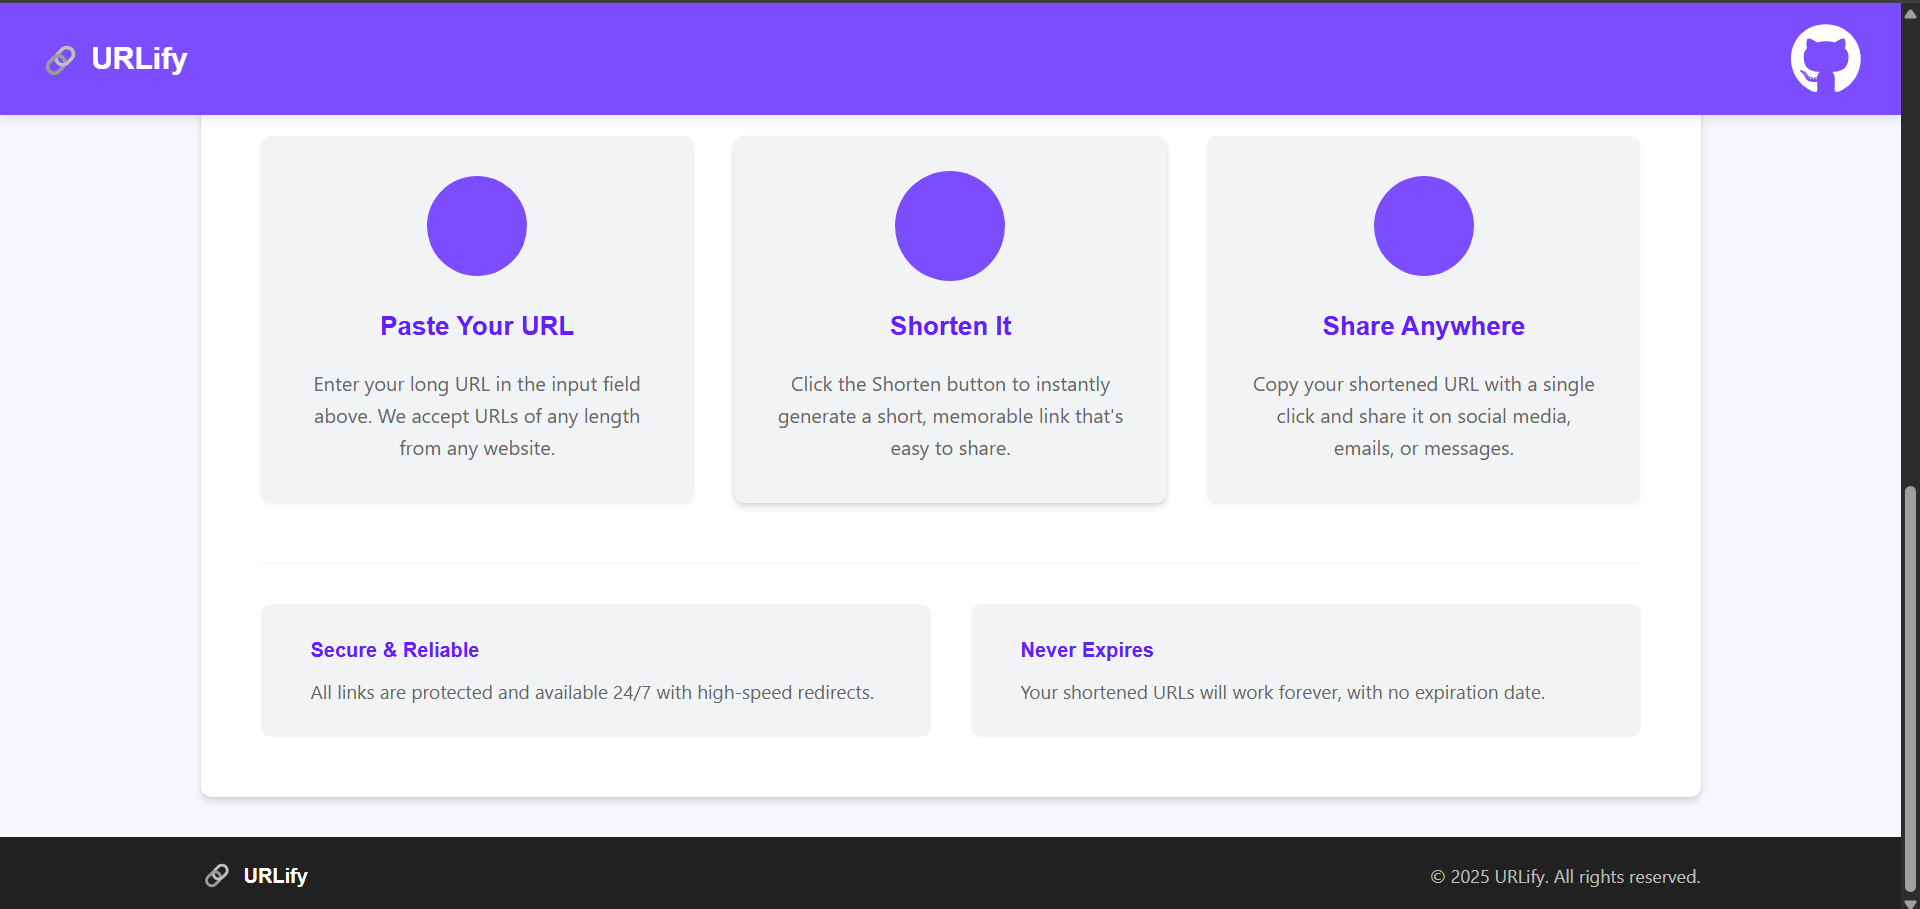 URLify
Paste Your URL
Enter your long URL in the input field
above. We accept URLs of any length
from any website.
Shorten It
Click the Shorten button to instantly
generate a short, memorable link that's
easy to share.
Share Anywhere
Copy your shortened URL with a single
click and share it on social media,
emails, or messages.
Secure & Reliable
All links are protected and available 24/7 with high-speed redirects.
Never Expires
Your shortened URLs will work forever, with no expiration date.
URLify
© 2025 URLify. All rights reserved.